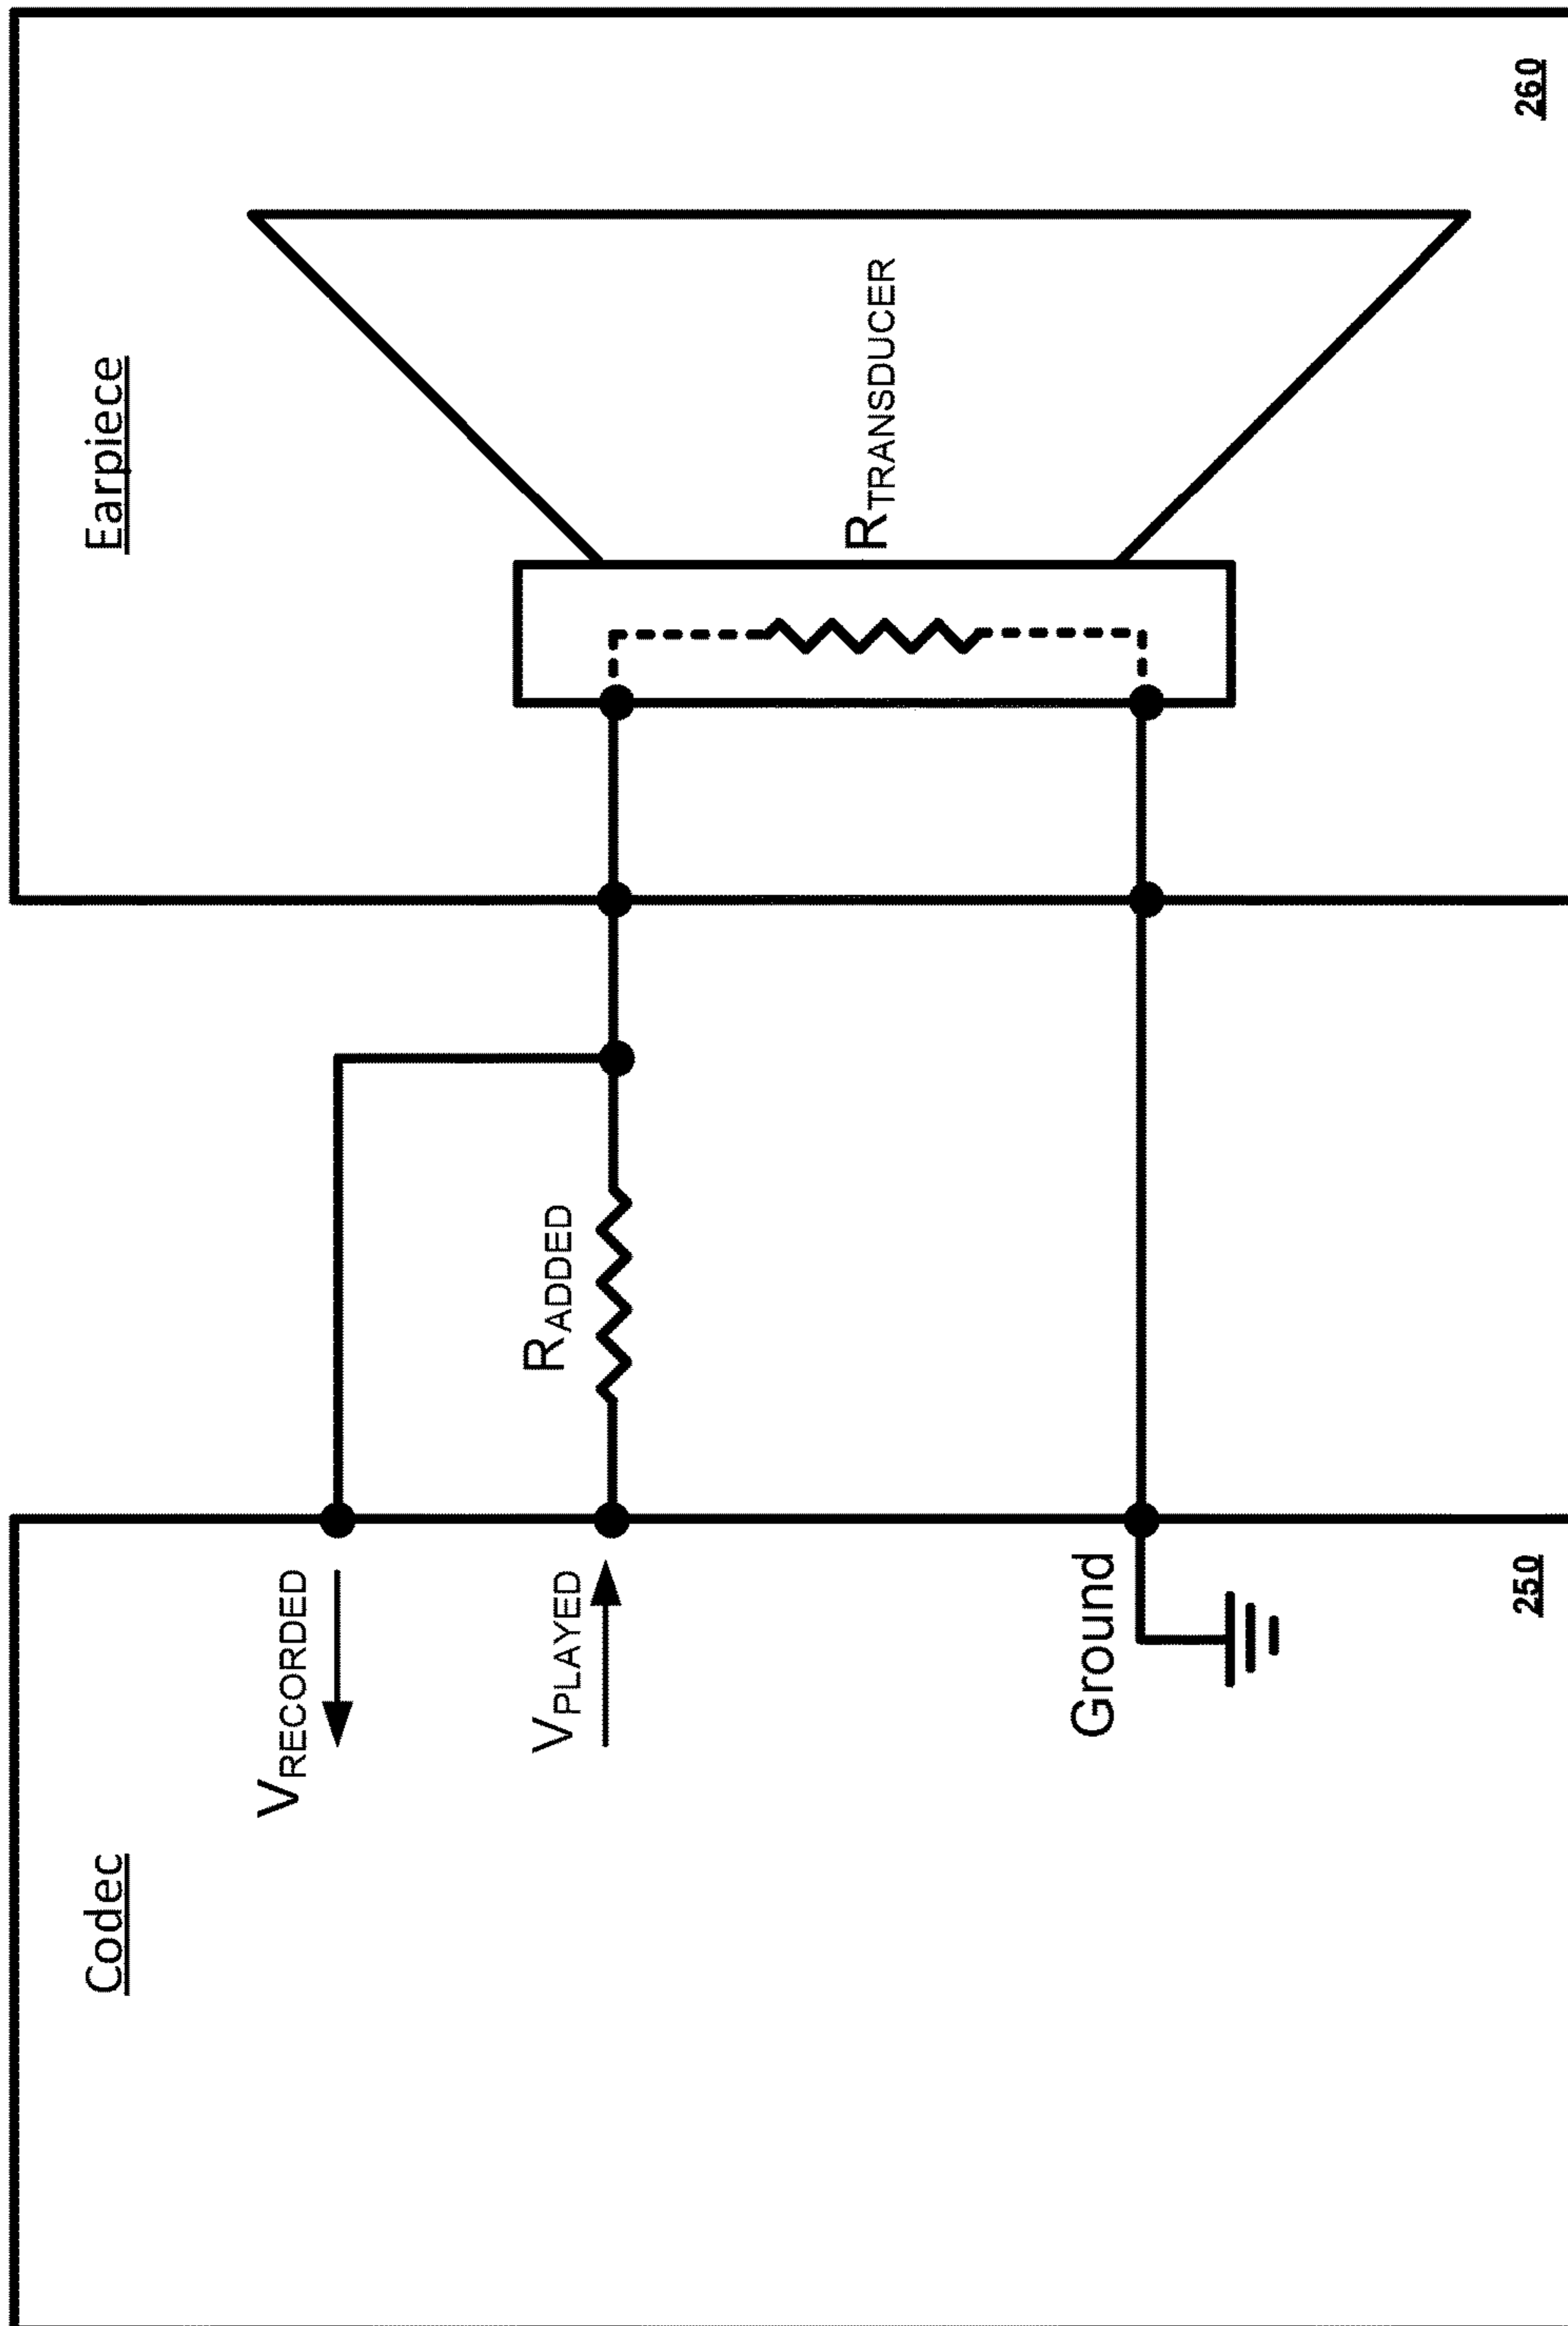 Codec
Earpiece
VRECORDED
VPLAYED
RADDED
RTRANSDUCER
Ground
250
260